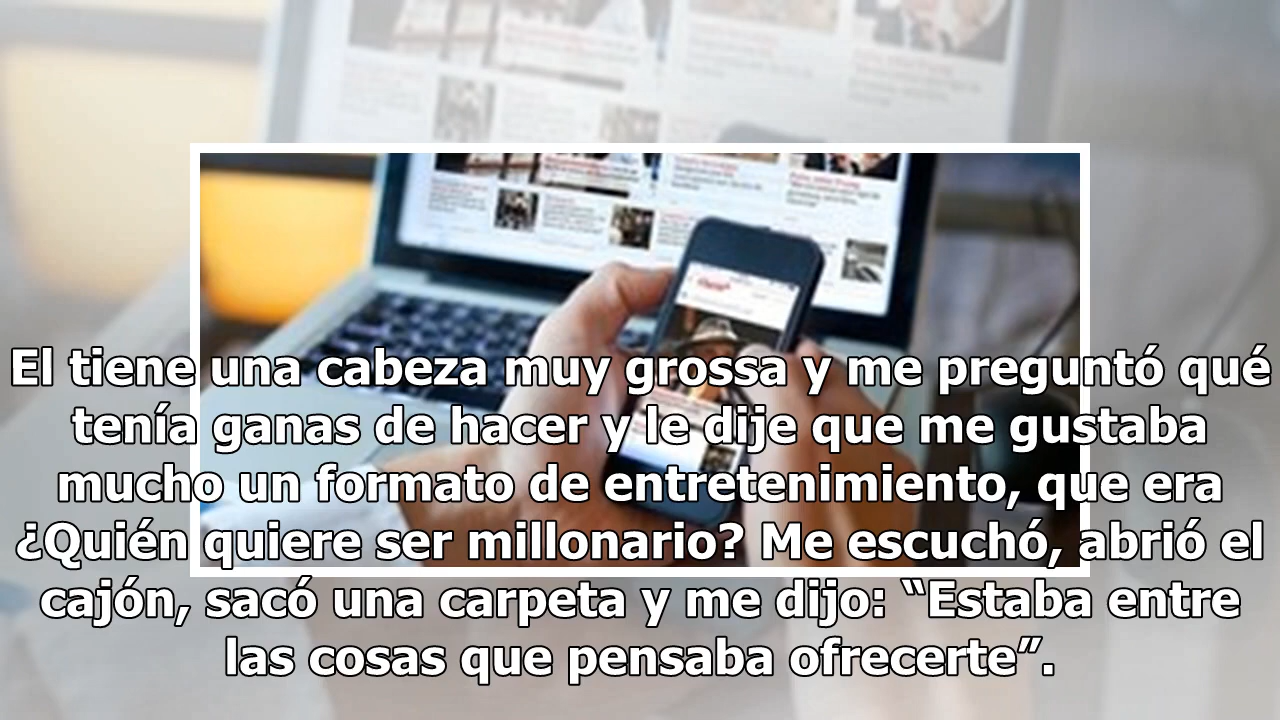 El tiene una cabeza muy grossa y me preguntó qué
tenía ganas de hacer y le dije que me gustaba
mucho un formato de entretenimiento, que era
¿Quién quiere ser millonario? Me escuchó, abrió el
cajón, sacó una carpeta y me dijo: “Estaba entre
las cosas que pensaba ofrecerte”.